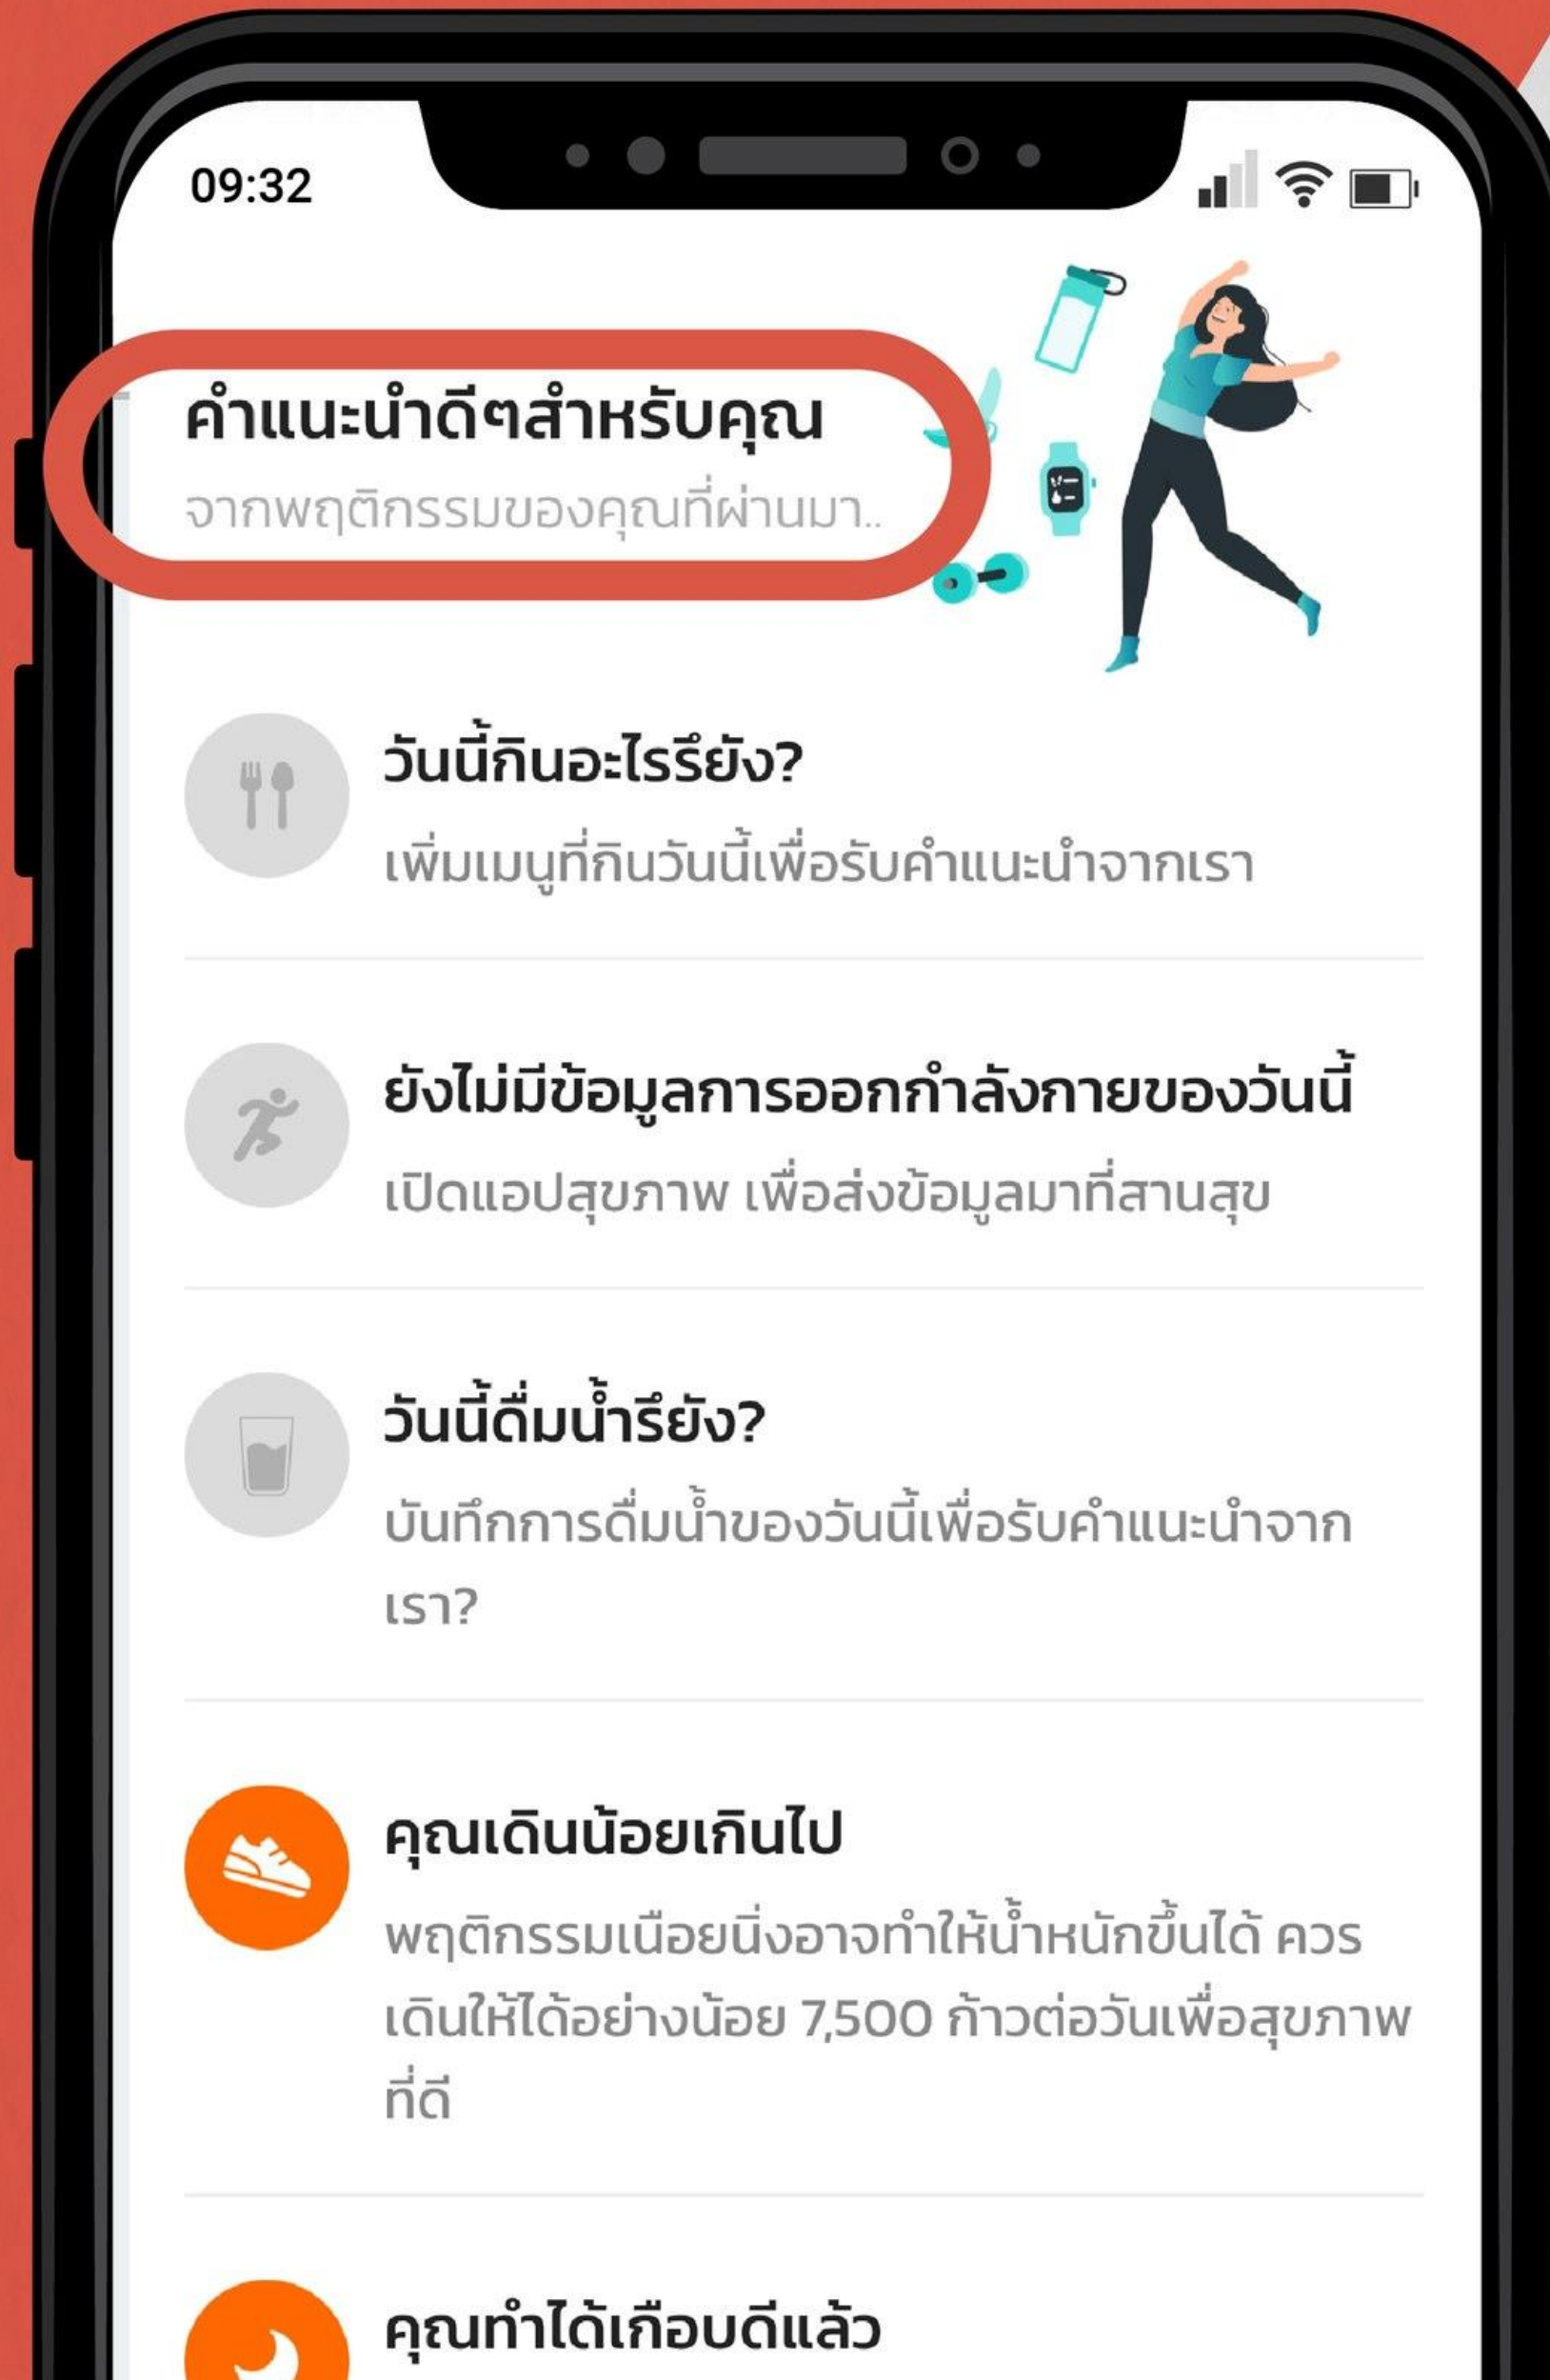 09:32
คำแนะนำดีๆสำหรับคุณ
จากพฤติกรรมของคุณที่ผ่านมา..
วันนี้กินอะไรรึยัง?
เพิ่มเมนูที่กินวันนี้เพื่อรับคำแนะนำจากเรา
ยังไม่มีข้อมูลการออกกำลังกายของวันนี้
เปิดแอปสุขภาพ เพื่อส่งข้อมูลมาที่สานสุข
วันนี้ดื่มน้ำรึยัง?
บันทึกการดื่มน้ำของวันนี้เพื่อรับคำแนะนำจาก
เรา?
คุณเดินน้อยเกินไป
พฤติกรรมเนือยนิ่งอาจทำให้น้ำหนักขึ้นได้ ควร
เดินให้ได้อย่างน้อย 7,500 ก้าวต่อวันเพื่อสุขภาพ
ที่ดี
คุณทำได้เกือบดีแล้ว